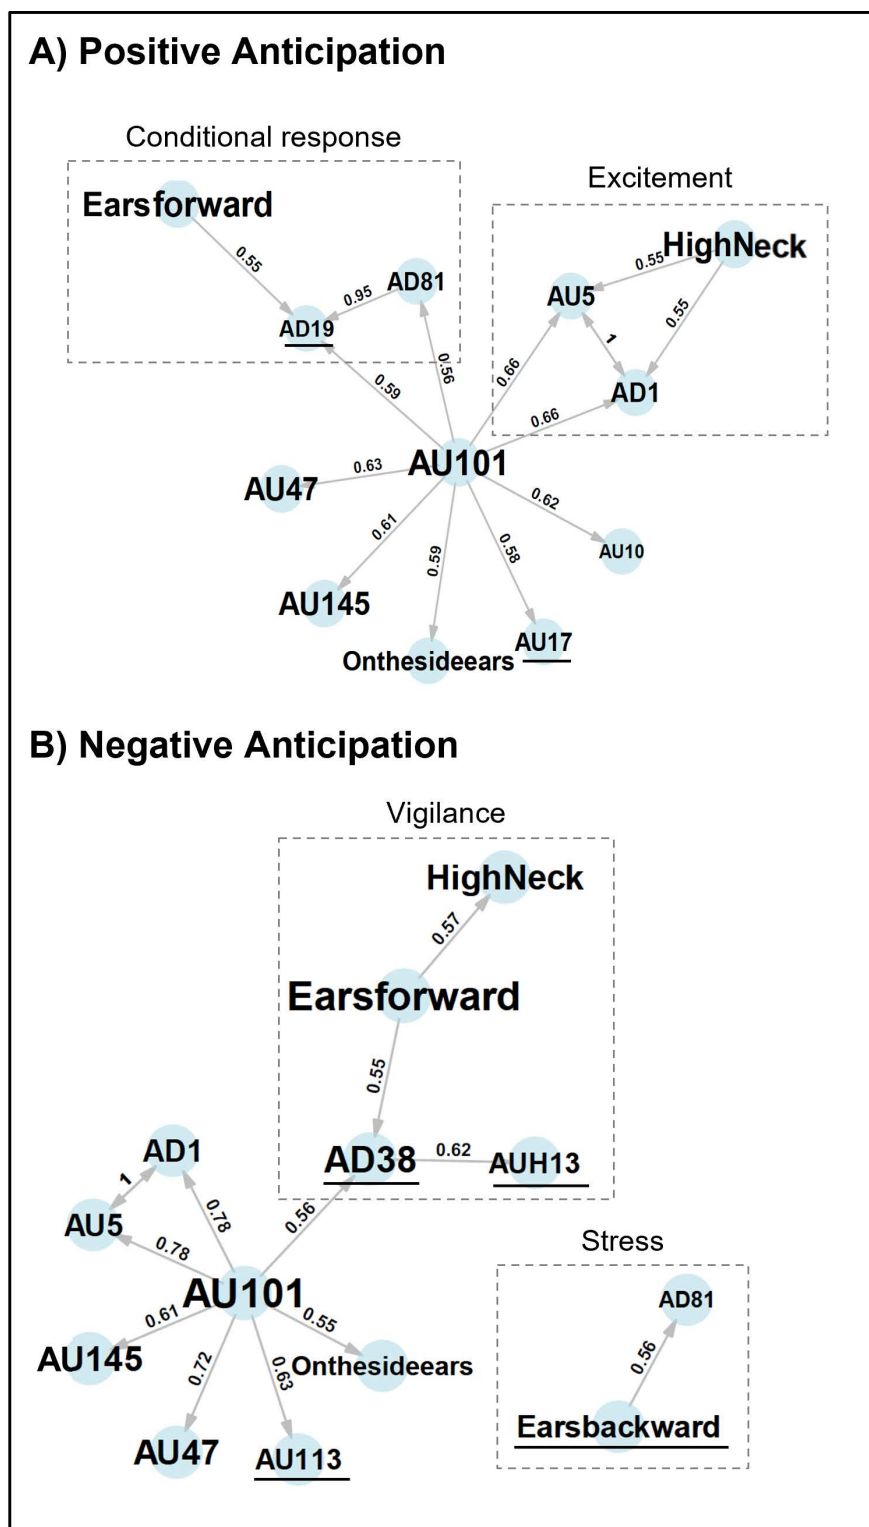 A) Positive Anticipation
Conditional response
Excitement
Earsforward
HighNeck
0.55
0.55
AD81
0.95
AU5
AD19
0.55
1
0.56
0.66
0.59
AD1
0.66
AU101
0.63
AU47
0.62
0.61
0.58
AU10
0.59
AU145
AU17
Onthesideears
B) Negative Anticipation
Vigilance
HighNeck
0.57
Earsforward
0.55
AD1
0.62
AD38
AUH13
1
0.78
0.56
AU5
0.78
Stress
AU101
AD81
0.61
0.55
AU145
0.72
0.63
Onthesideears
0.56
Earsbackward
AU47
AU113